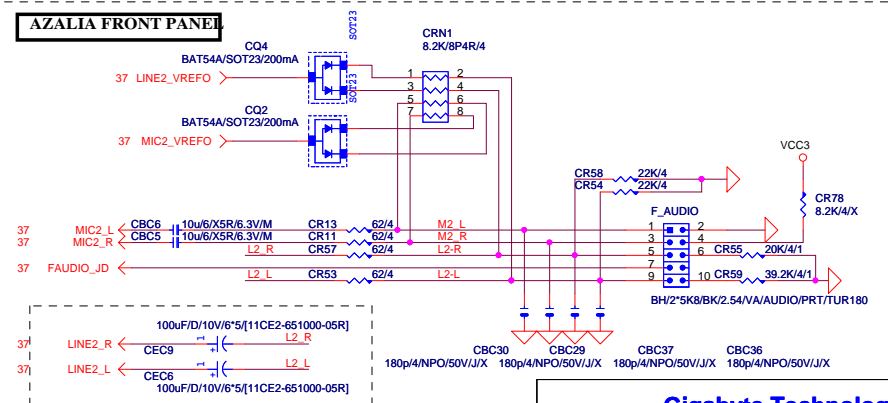 AZALIA FRONT PANEL
SOT23
CRN1
8.2K/8P4R/4
CQ4
BAT54A/SOT23/200mA
37 LINE2_VREFO
1 2
3 4
5 6
7 8
SOT23
CQ2
BAT54A/SOT23/200mA
37 MIC2_VREFO
VCC3
CR58 22K/4
CR54 22K/4
CR78
8.2K/4/X
F_AUDIO
37 MIC2_L CBC6 10u/6/X5R/6.3V/M CR13 62/4 M2_L 1 2
37 MIC2_R CBC5 10u/6/X5R/6.3V/M CR11 62/4 M2_R 3 4
L2_R CR57 62/4 L2-R 5 6 CR55 20K/4/1
37 FAUDIO_JD 7
L2_L CR53 62/4 L2-L 9 10 CR59 39.2K/4/1
BH/2*5K8/BK/2.54/VA/AUDIO/PRT/TUR180
100uF/D/10V/6*5/[11CE2-651000-05R]
37 LINE2_R 1 + L2_R
CEC9
37 LINE2_L 1 + L2_L
CEC6
100uF/D/10V/6*5/[11CE2-651000-05R]
CBC30 CBC29 CBC37 CBC36
180p/4/NPO/50V/J/X 180p/4/NPO/50V/J/X 180p/4/NPO/50V/J/X 180p/4/NPO/50V/J/X
Gigabyte Technolog